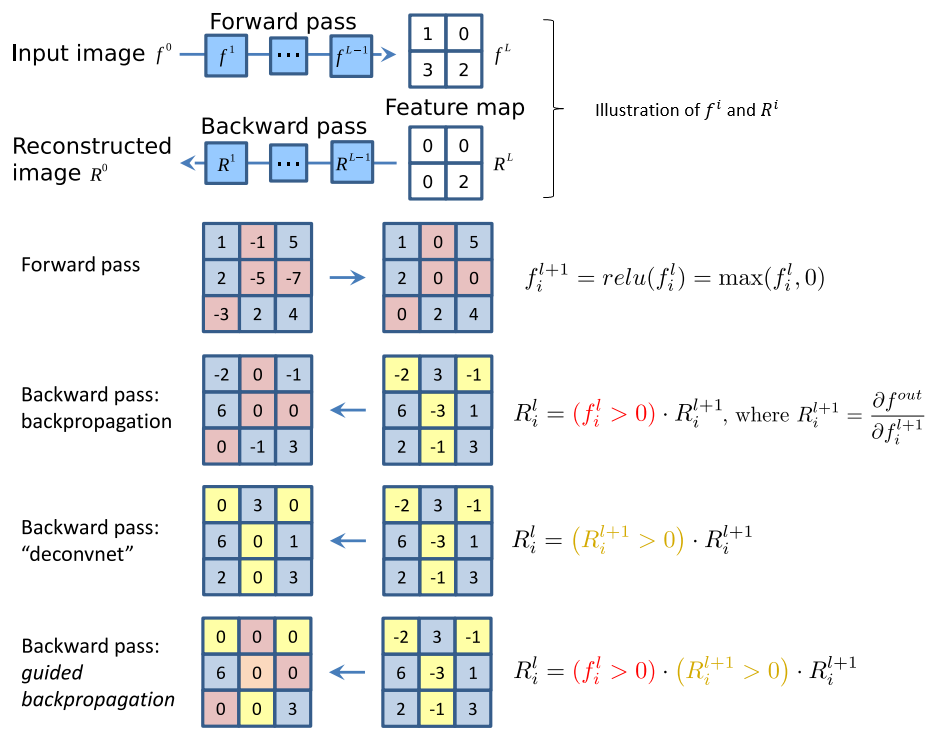 Forward pass
Input image f^0 f^1 ... f^{L-1} f^L
1 0
3 2
Illustration of f^i and R^i
Feature map
Backward pass
Reconstructed image R^0 R^1 ... R^{L-1} R^L
0 0
0 2
Forward pass
1 -1 5 1 0 5
2 -5 -7 2 0 0
-3 2 4 0 2 4
f_i^{l+1} = relu(f_i^l) = max(f_i^l, 0)
Backward pass:
backpropagation
-2 0 -1 -2 3 -1
6 0 0 6 -3 1
0 -1 3 2 -1 3
R_i^l = (f_i^l > 0) · R_i^{l+1}, where R_i^{l+1} = ∂f^{out} / ∂f_i^{l+1}
Backward pass:
“deconvnet”
0 3 0 -2 3 -1
6 0 1 6 -3 1
2 0 3 2 -1 3
R_i^l = (R_i^{l+1} > 0) · R_i^{l+1}
Backward pass:
guided
backpropagation
0 0 0 -2 3 -1
6 0 0 6 -3 1
0 0 3 2 -1 3
R_i^l = (f_i^l > 0) · (R_i^{l+1} > 0) · R_i^{l+1}